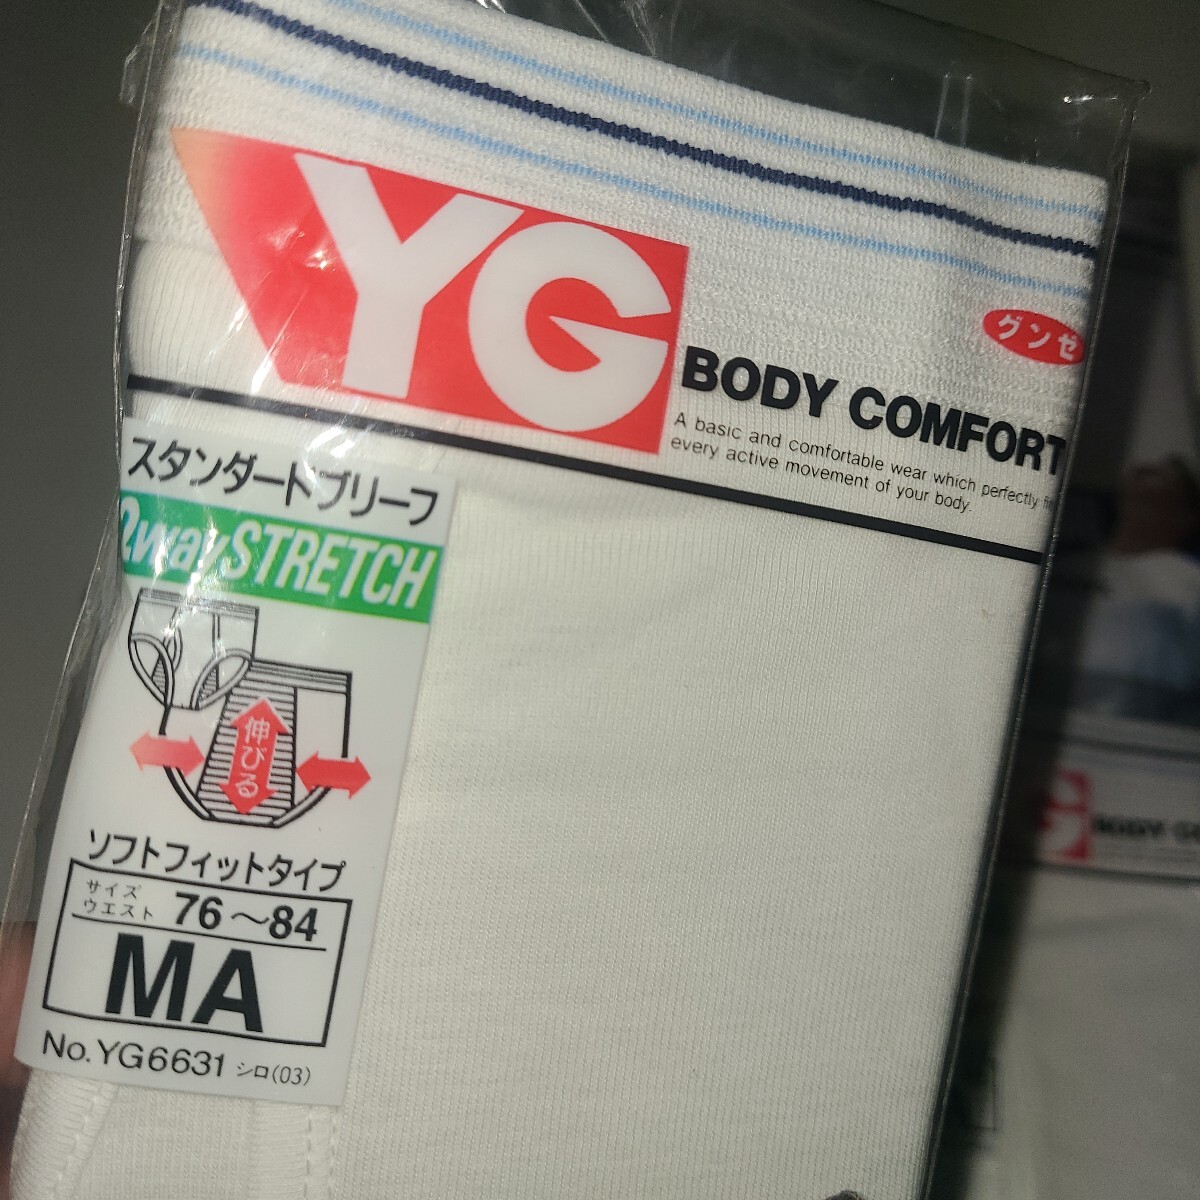 YG
グンゼ
BODY COMFORT
A basic and comfortable wear which perfectly
every active movement of your body.
スタンダードブリーフ
2way STRETCH
伸びる
ソフトフィットタイプ
サイズ
ウエスト 76～84
MA
No. YG6631 シロ(03)
BODY